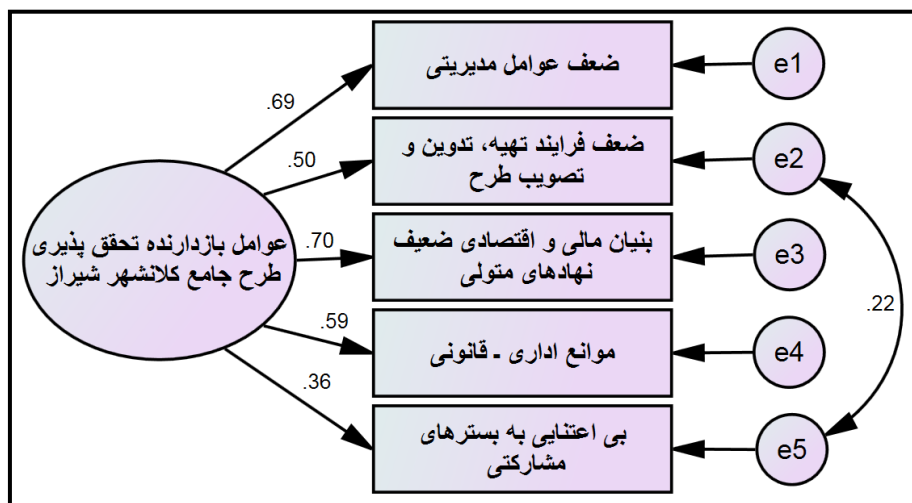 ضعف عوامل مدیریتی
e1
.69
ضعف فرایند تهیه، تدوین و
تصویب طرح
e2
.50
عوامل بازدارنده تحقق پذیری
طرح جامع کلانشهر شیراز
.70
بنیان مالی و اقتصادی ضعیف
نهادهای متولی
e3
.22
.59
موانع اداری ـ قانونی
e4
.36
بی اعتنایی به بسترهای
مشارکتی
e5